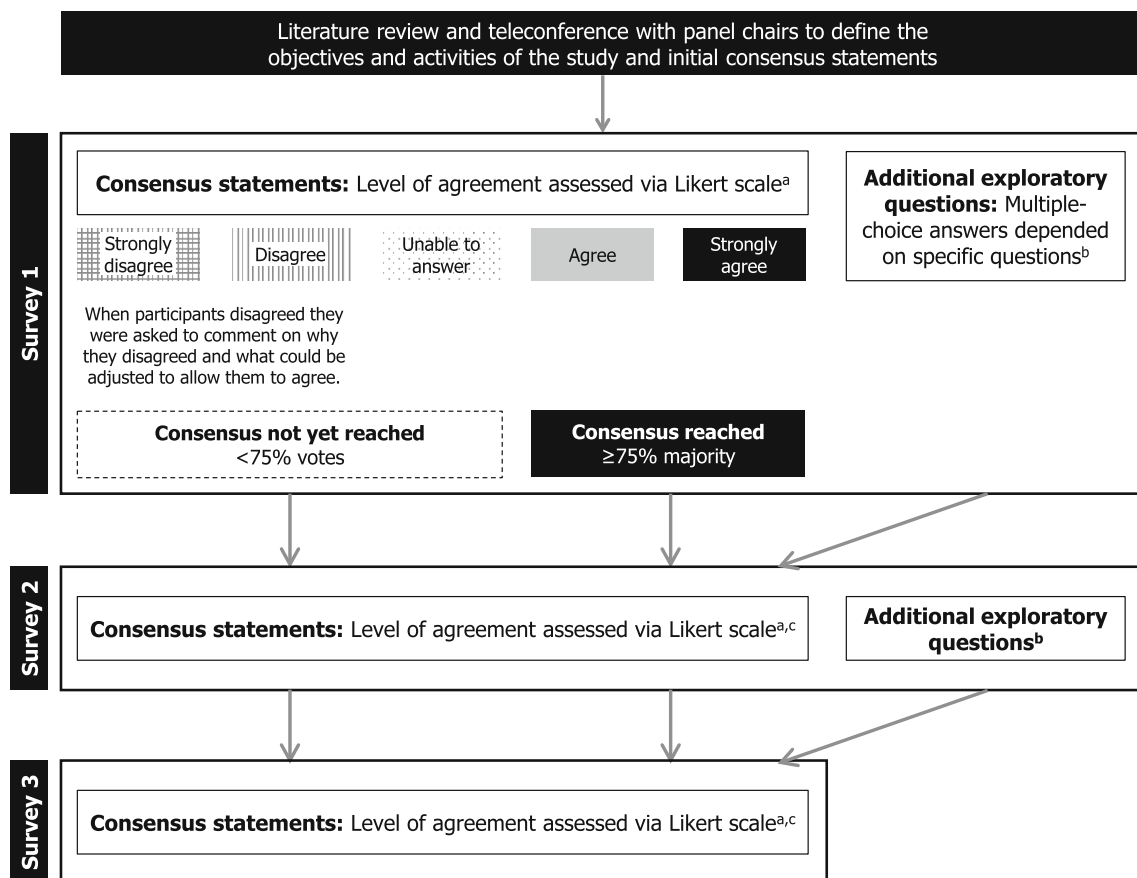 Literature review and teleconference with panel chairs to define the
objectives and activities of the study and initial consensus statements
Survey 1
Consensus statements: Level of agreement assessed via Likert scaleᵃ
Additional exploratory
questions: Multiple-
choice answers depended
on specific questionsᵇ
Strongly
disagree
Disagree
Unable to
answer
Agree
Strongly
agree
When participants disagreed they
were asked to comment on why
they disagreed and what could be
adjusted to allow them to agree.
Consensus not yet reached
<75% votes
Consensus reached
≥75% majority
Survey 2
Consensus statements: Level of agreement assessed via Likert scaleᵃ,ᶜ
Additional exploratory
questionsᵇ
Survey 3
Consensus statements: Level of agreement assessed via Likert scaleᵃ,ᶜ